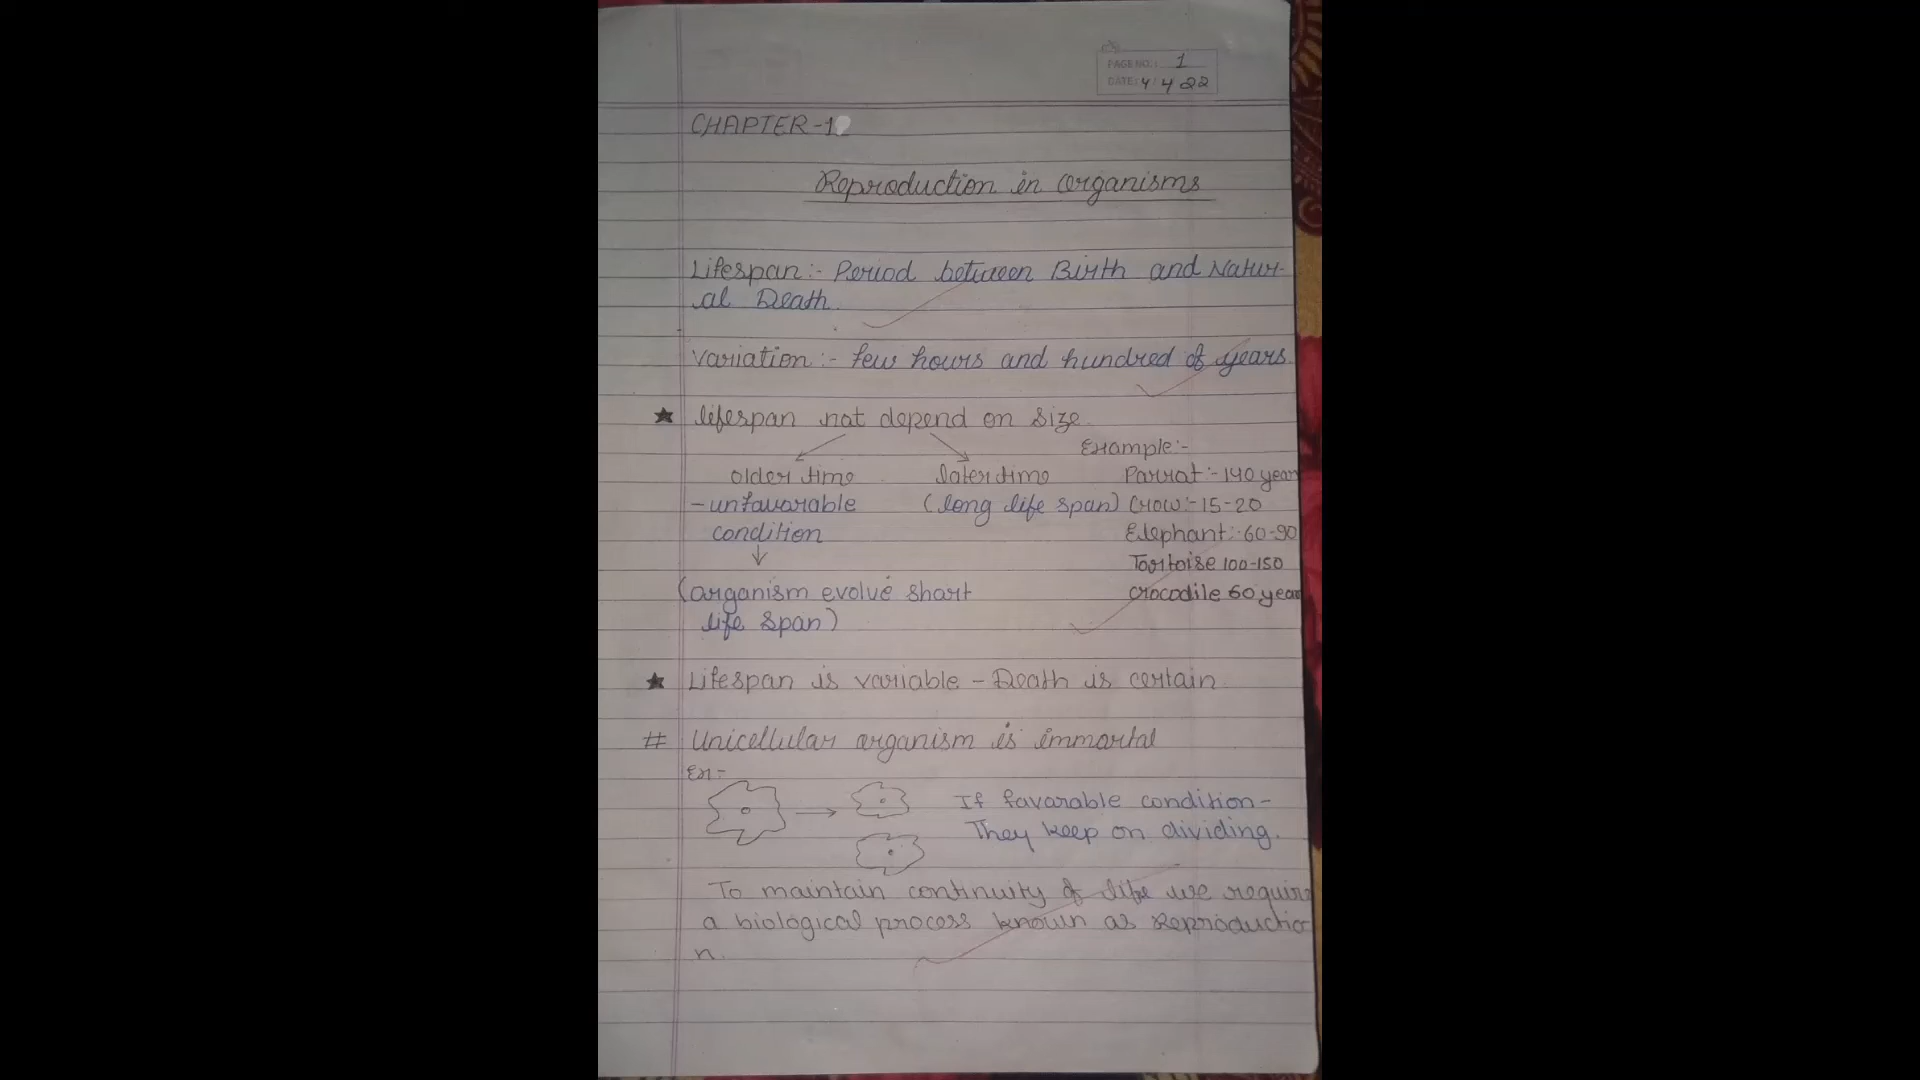 PAGE NO.: 1
DATE: 4 4 22
CHAPTER-1
Reproduction in organisms
Lifespan:- Period between Birth and Natur-
al Death.
Variation:- few hours and hundred of years
★ lifespan not depend on size
Example:-
older time later time Parrat:-140 year
-unfavorable (long life span) Crow:-15-20
condition Elephant:-60-90
Tortoise 100-150
(organism evolve short crocodile 60 year
life span)
★ Lifespan is variable - Death is certain
# Unicellular organism is immortal
Ex:-
If favorable condition-
They keep on dividing.
To maintain continuity of life we require
a biological process known as Reproductio
n.